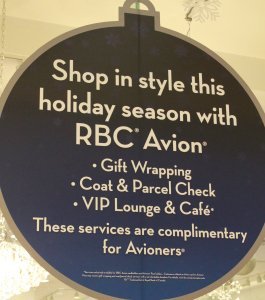 Shop in style this
holiday season with
RBC® Avion®
• Gift Wrapping
• Coat & Parcel Check
• VIP Lounge & Café*
These services are complimentary
for Avioners®